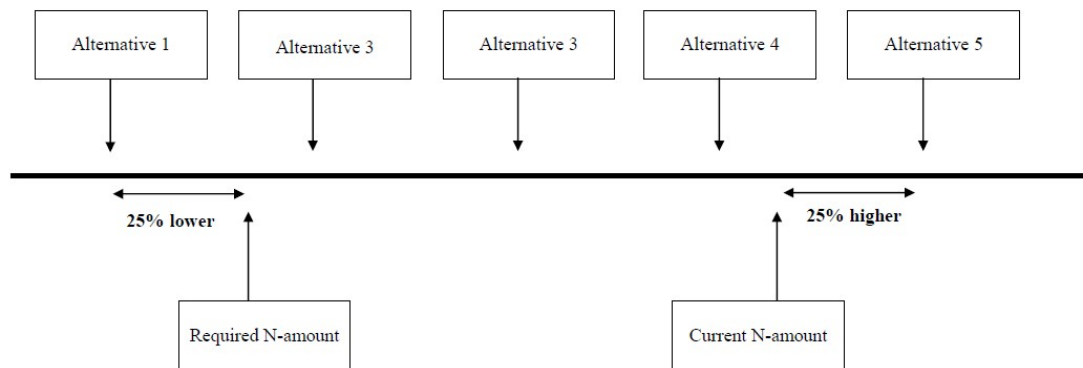 Alternative 1
Alternative 3
Alternative 3
Alternative 4
Alternative 5
25% lower
25% higher
Required N-amount
Current N-amount